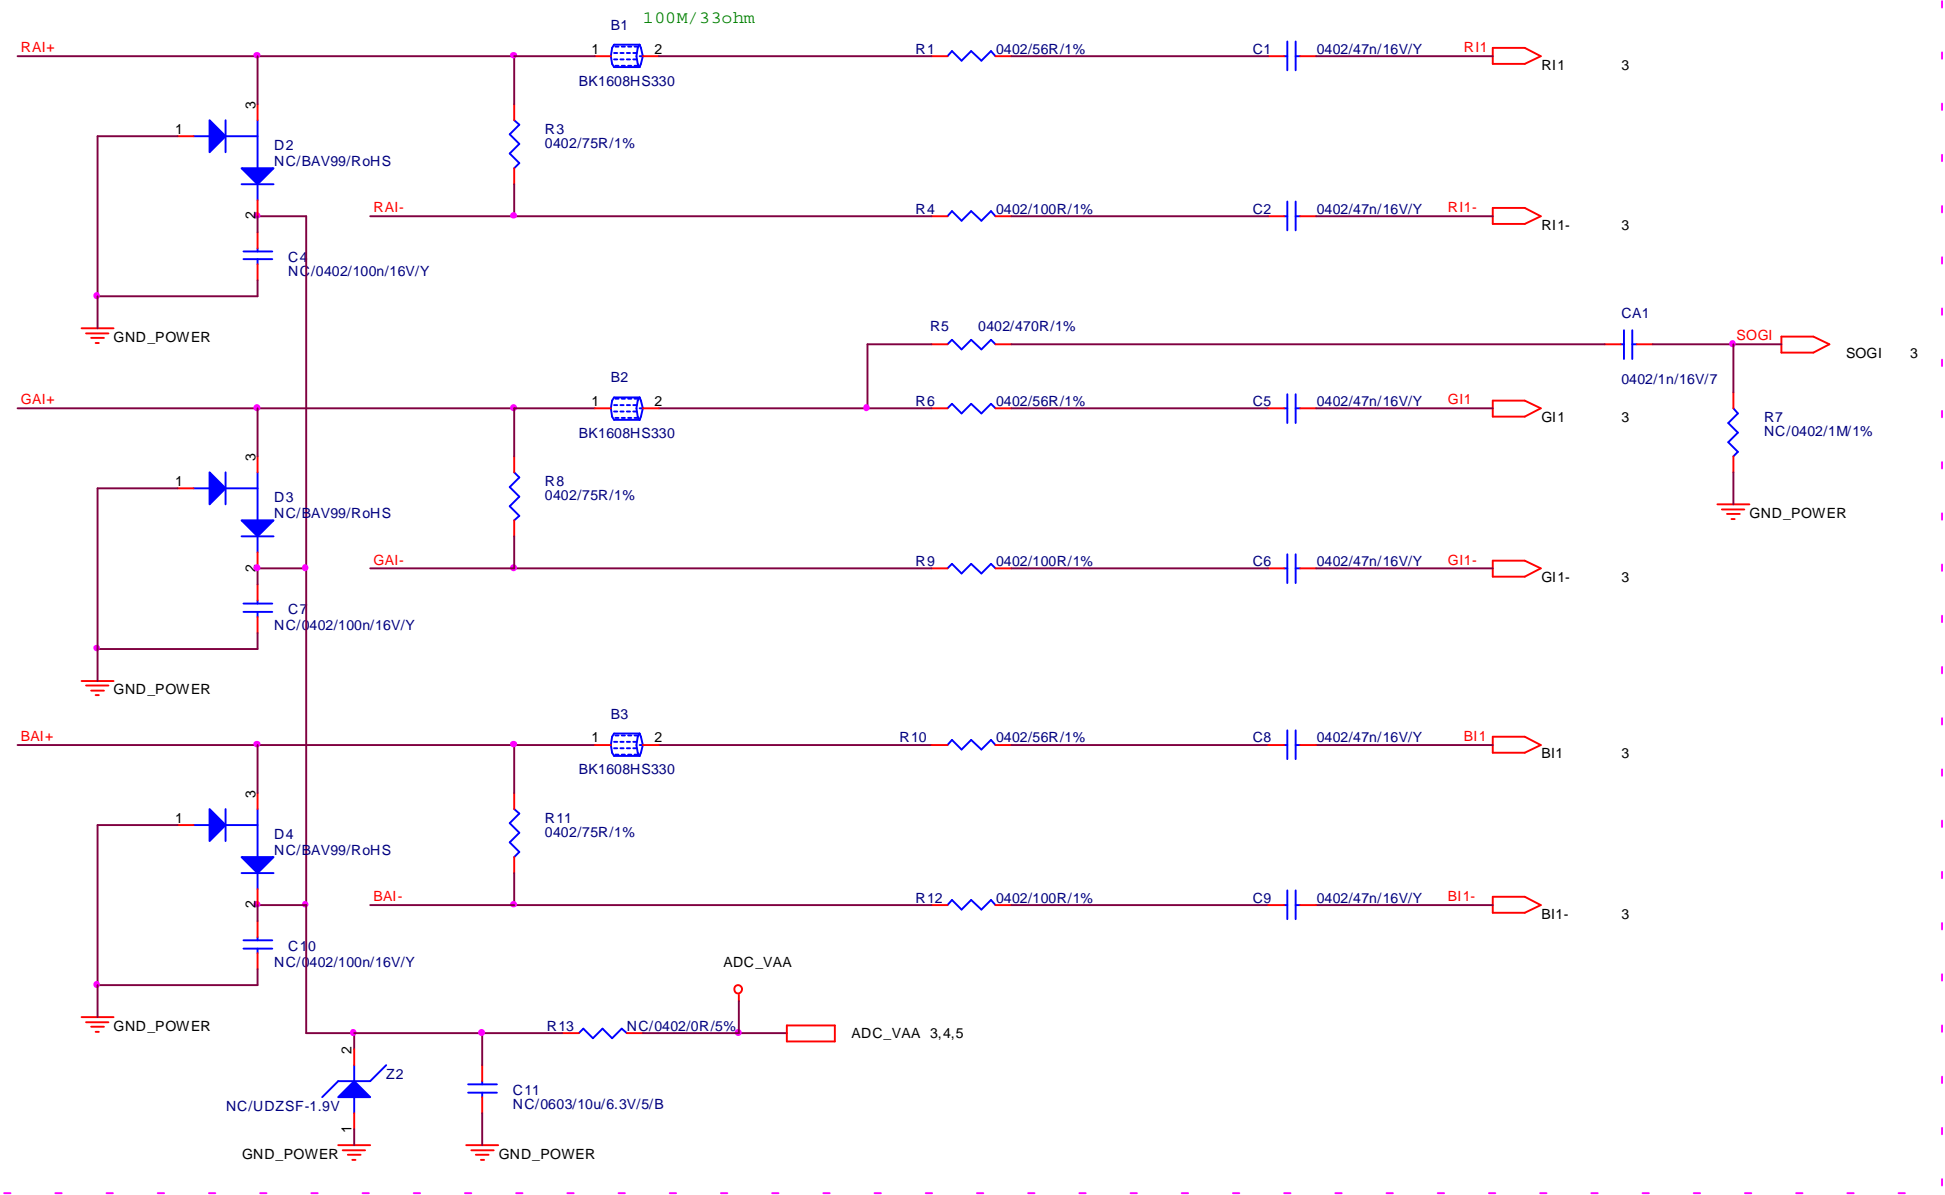 B1 100M/33ohm
RAI+ 1 2 R1 0402/56R/1% C1 0402/47n/16V/Y RI1
RI1 3
BK1608HS330
3
1
R3
0402/75R/1%
D2
NC/BAV99/RoHS
2
RAI- R4 0402/100R/1% C2 0402/47n/16V/Y RI1-
RI1- 3
C4
NC/0402/100n/16V/Y
GND_POWER
CA1
R5 0402/470R/1% SOGI
SOGI 3
0402/1n/16V/7
B2
GAI+ 1 2 R6 0402/56R/1% C5 0402/47n/16V/Y GI1
GI1 3
R7
NC/0402/1M/1%
BK1608HS330
3
1
R8
0402/75R/1%
D3
NC/BAV99/RoHS
GND_POWER
2
GAI- R9 0402/100R/1% C6 0402/47n/16V/Y GI1-
GI1- 3
C7
NC/0402/100n/16V/Y
GND_POWER
B3
BAI+ 1 2 R10 0402/56R/1% C8 0402/47n/16V/Y BI1
BI1 3
BK1608HS330
3
1
R11
0402/75R/1%
D4
NC/BAV99/RoHS
2
BAI- R12 0402/100R/1% C9 0402/47n/16V/Y BI1-
BI1- 3
C10
NC/0402/100n/16V/Y
ADC_VAA
GND_POWER
R13 NC/0402/0R/5% ADC_VAA 3,4,5
2
Z2
NC/UDZSF-1.9V
C11
NC/0603/10u/6.3V/5/B
1
GND_POWER GND_POWER